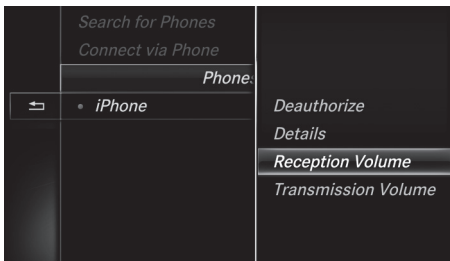 Search for Phones
Connect via Phone
Phones
iPhone
Deauthorize
Details
Reception Volume
Transmission Volume